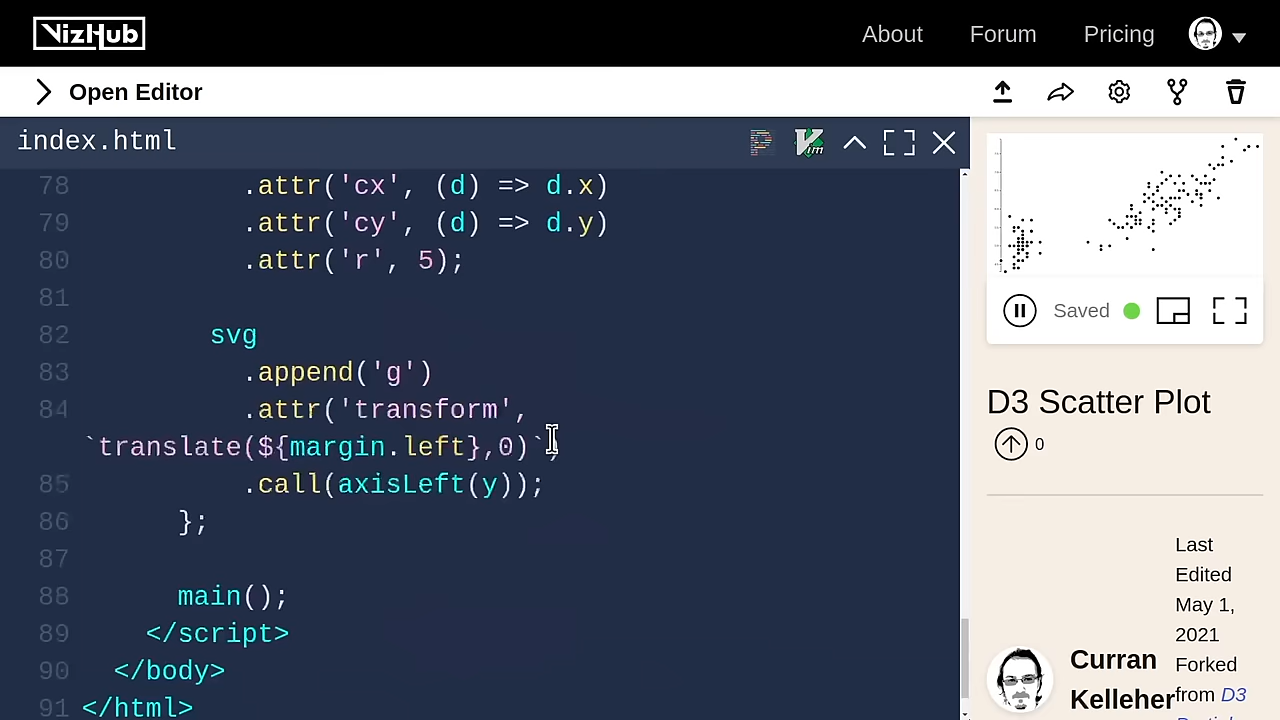 VizHub
About
Forum
Pricing
Open Editor
index.html
78 .attr('cx', (d) => d.x)
79 .attr('cy', (d) => d.y)
80 .attr('r', 5);
81
82 svg
83 .append('g')
84 .attr('transform',
`translate(${margin.left},0)`)
85 .call(axisLeft(y));
86 };
87
88 main();
89 </script>
90 </body>
91 </html>
Saved
D3 Scatter Plot
0
Curran
Kelleher
Last
Edited
May 1,
2021
Forked
from D3